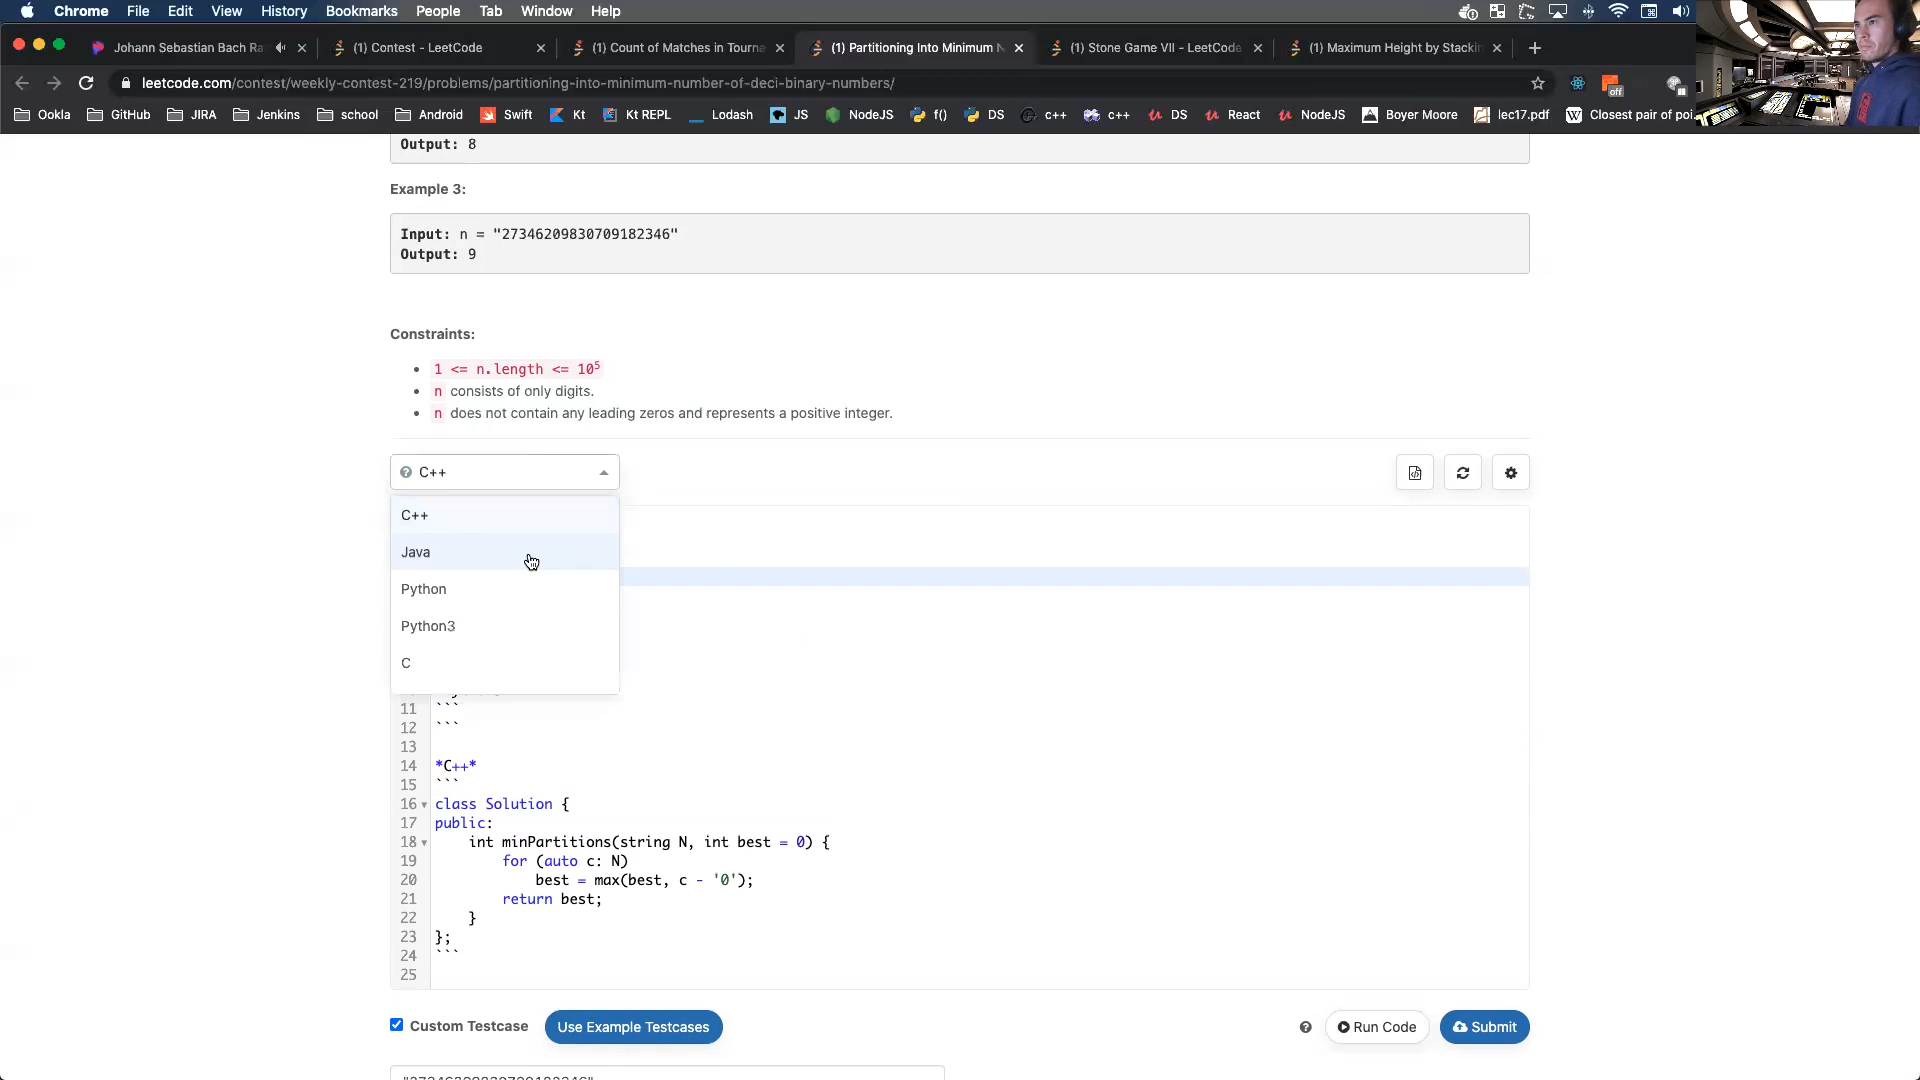 Chrome File Edit View History Bookmarks People Tab Window Help
Johann Sebastian Bach Ra
(1) Contest - LeetCode
(1) Count of Matches in Tourna
(1) Partitioning Into Minimum N
(1) Stone Game VII - LeetCode
(1) Maximum Height by Stackin
leetcode.com/contest/weekly-contest-219/problems/partitioning-into-minimum-number-of-deci-binary-numbers/
off
Ookla GitHub JIRA Jenkins school Android Swift Kt Kt REPL Lodash JS NodeJS f() DS c++ c++ DS React NodeJS Boyer Moore lec17.pdf Closest pair of poi
Output: 8
Example 3:
Input: n = "27346209830709182346"
Output: 9
Constraints:
1 <= n.length <= 10⁵
n consists of only digits.
n does not contain any leading zeros and represents a positive integer.
C++
C++
Java
Python
Python3
C
11 ```
12 ```
13
14 *C++*
15 ```
16 class Solution {
17 public:
18 int minPartitions(string N, int best = 0) {
19 for (auto c: N)
20 best = max(best, c - '0');
21 return best;
22 }
23 };
24 ```
25
Custom Testcase Use Example Testcases Run Code Submit
"27346209830709182346"